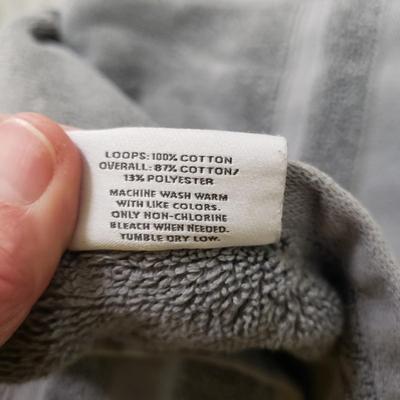 LOOPS: 100% COTTON
OVERALL: 87% COTTON/
13% POLYESTER
MACHINE WASH WARM
WITH LIKE COLORS.
ONLY NON-CHLORINE
BLEACH WHEN NEEDED.
TUMBLE DRY LOW.